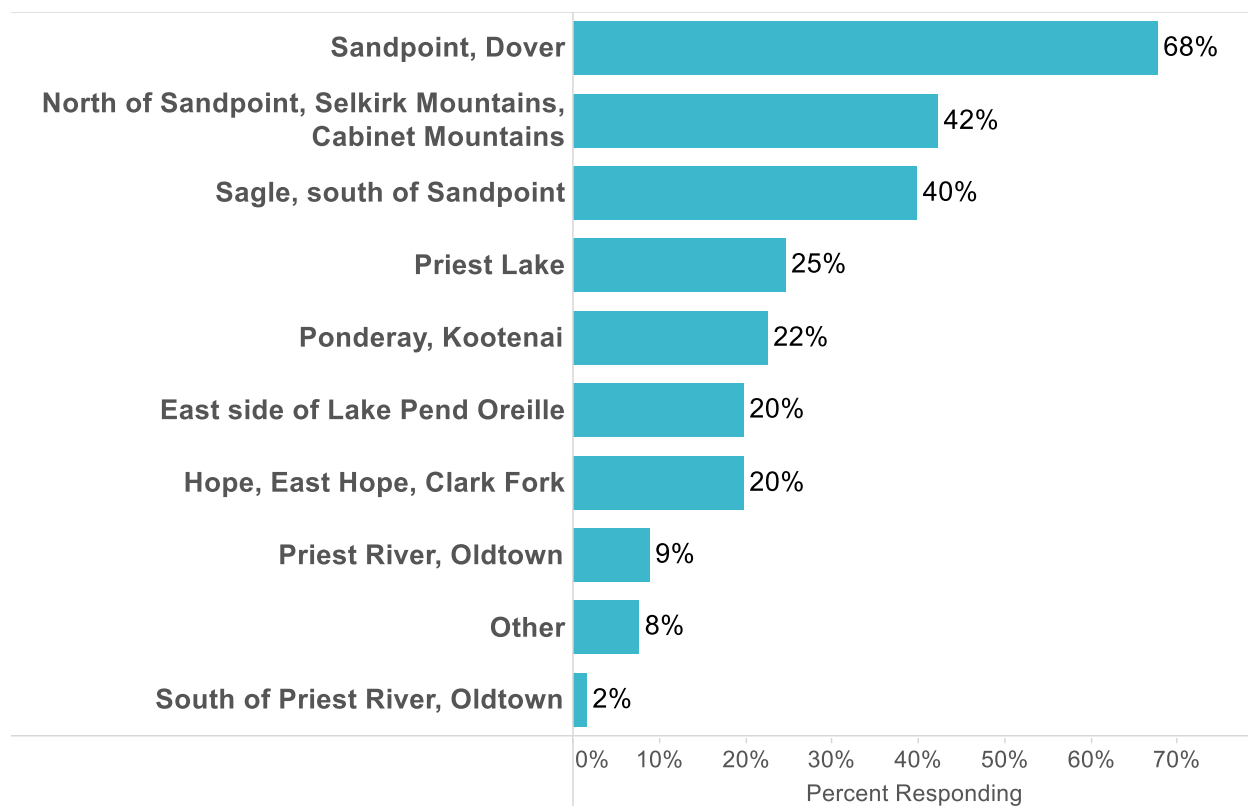 Sandpoint, Dover
68%
North of Sandpoint, Selkirk Mountains,
Cabinet Mountains
42%
Sagle, south of Sandpoint
40%
Priest Lake
25%
Ponderay, Kootenai
22%
East side of Lake Pend Oreille
20%
Hope, East Hope, Clark Fork
20%
Priest River, Oldtown
9%
Other
8%
South of Priest River, Oldtown
2%
0% 10% 20% 30% 40% 50% 60% 70%
Percent Responding